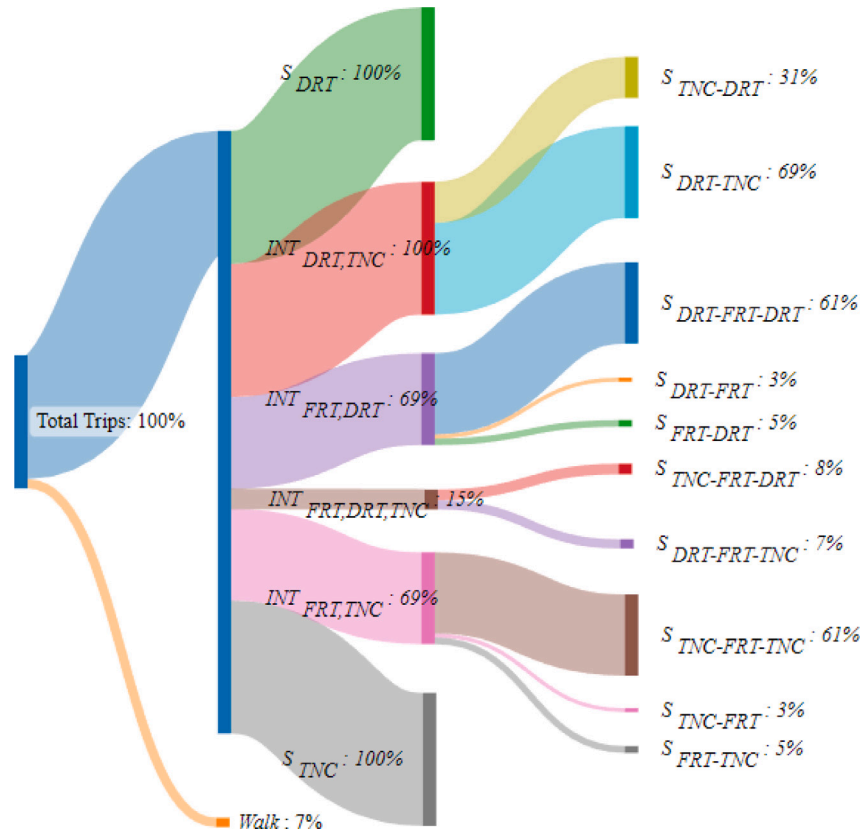 Total Trips: 100%
Walk : 7%
S DRT : 100%
INT DRT,TNC : 100%
INT FRT,DRT : 69%
INT FRT,DRT,TNC : 15%
INT FRT,TNC : 69%
S TNC : 100%
S TNC-DRT : 31%
S DRT-TNC : 69%
S DRT-FRT-DRT : 61%
S DRT-FRT : 3%
S FRT-DRT : 5%
S TNC-FRT-DRT : 8%
S DRT-FRT-TNC : 7%
S TNC-FRT-TNC : 61%
S TNC-FRT : 3%
S FRT-TNC : 5%